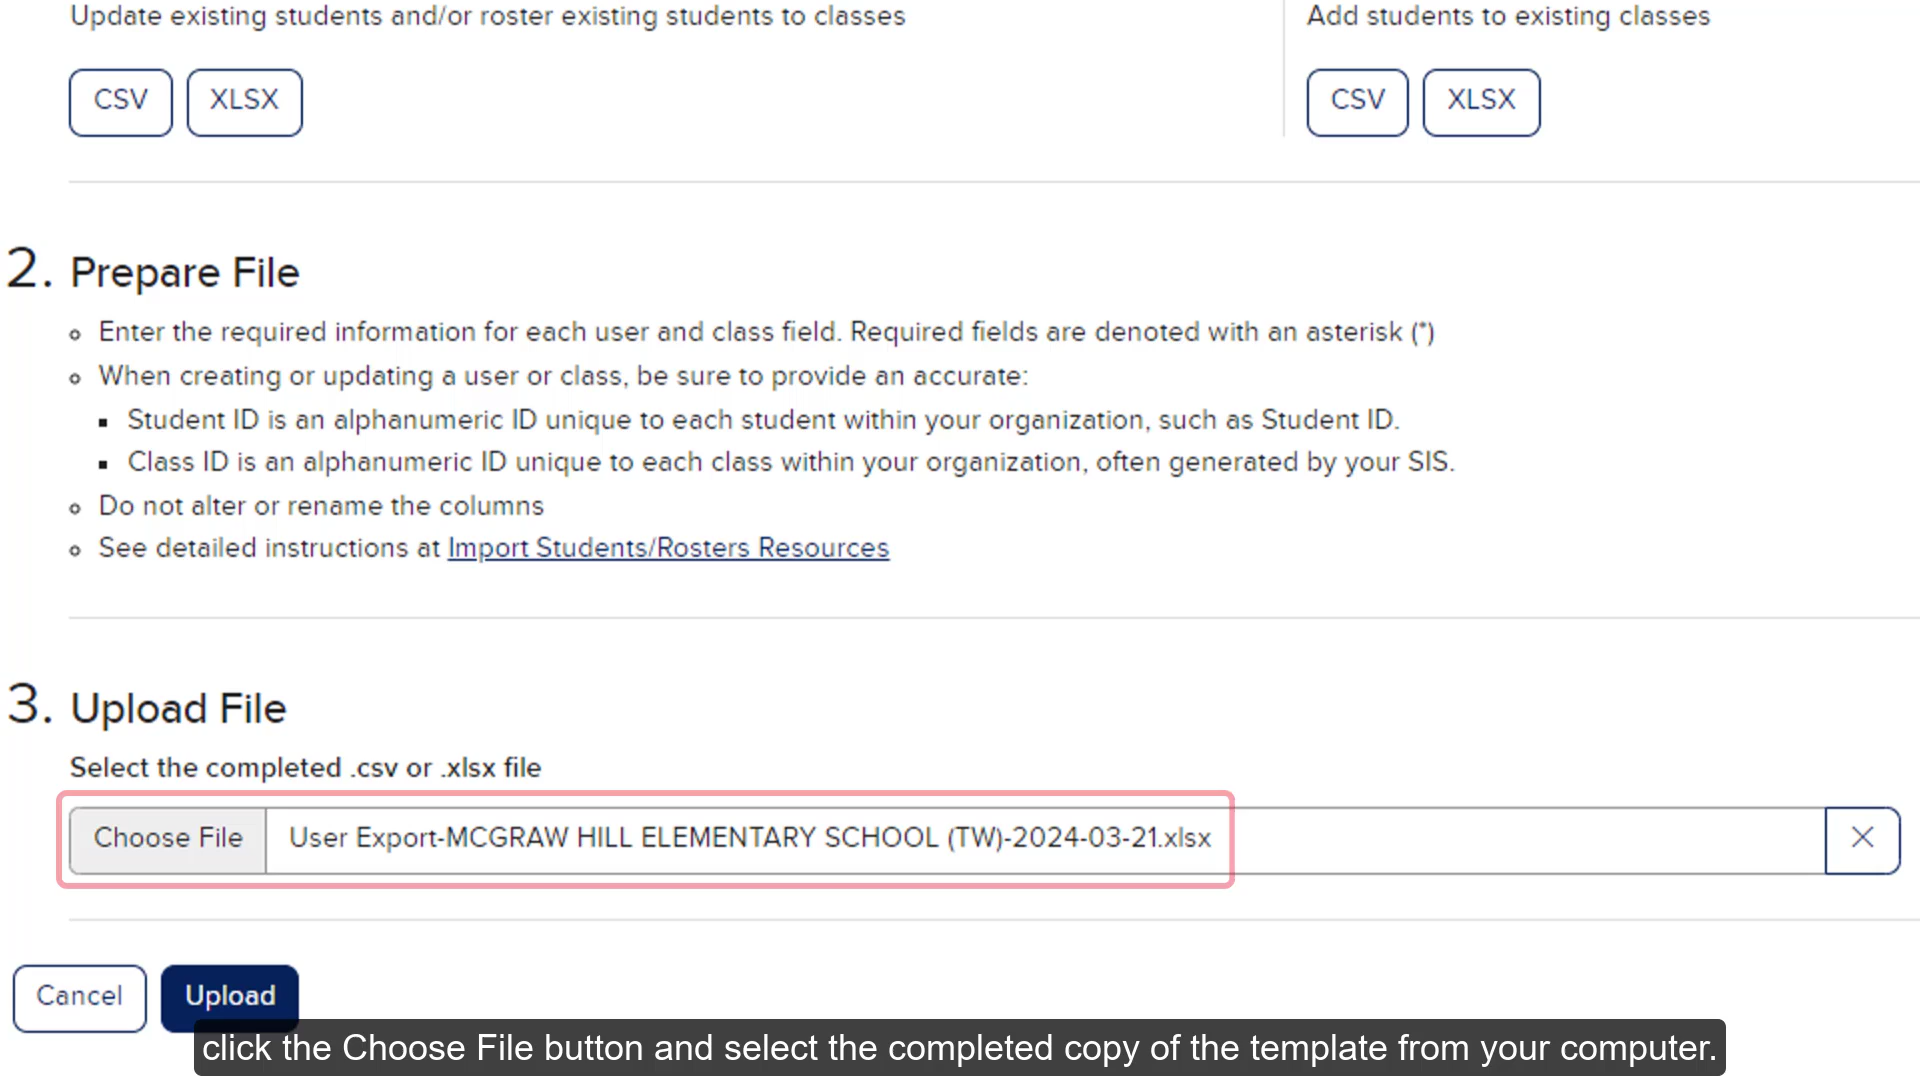 Update existing students and/or roster existing students to classes
Add students to existing classes
CSV XLSX
CSV XLSX
2. Prepare File
Enter the required information for each user and class field. Required fields are denoted with an asterisk (*)
When creating or updating a user or class, be sure to provide an accurate:
Student ID is an alphanumeric ID unique to each student within your organization, such as Student ID.
Class ID is an alphanumeric ID unique to each class within your organization, often generated by your SIS.
Do not alter or rename the columns
See detailed instructions at Import Students/Rosters Resources
3. Upload File
Select the completed .csv or .xlsx file
Choose File User Export-MCGRAW HILL ELEMENTARY SCHOOL (TW)-2024-03-21.xlsx
Cancel Upload
click the Choose File button and select the completed copy of the template from your computer.